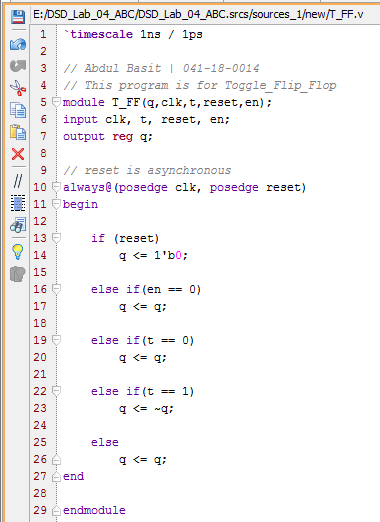 E:/DSD_Lab_04_ABC/DSD_Lab_04_ABC.srcs/sources_1/new/T_FF.v
1 `timescale 1ns / 1ps
2
3 // Abdul Basit | 041-18-0014
4 // This program is for Toggle_Flip_Flop
5 module T_FF(q,clk,t,reset,en);
6 input clk, t, reset, en;
7 output reg q;
8
9 // reset is asynchronous
10 always@(posedge clk, posedge reset)
11 begin
12
13 if (reset)
14 q <= 1'b0;
15
16 else if(en == 0)
17 q <= q;
18
19 else if(t == 0)
20 q <= q;
21
22 else if(t == 1)
23 q <= ~q;
24
25 else
26 q <= q;
27 end
28
29 endmodule